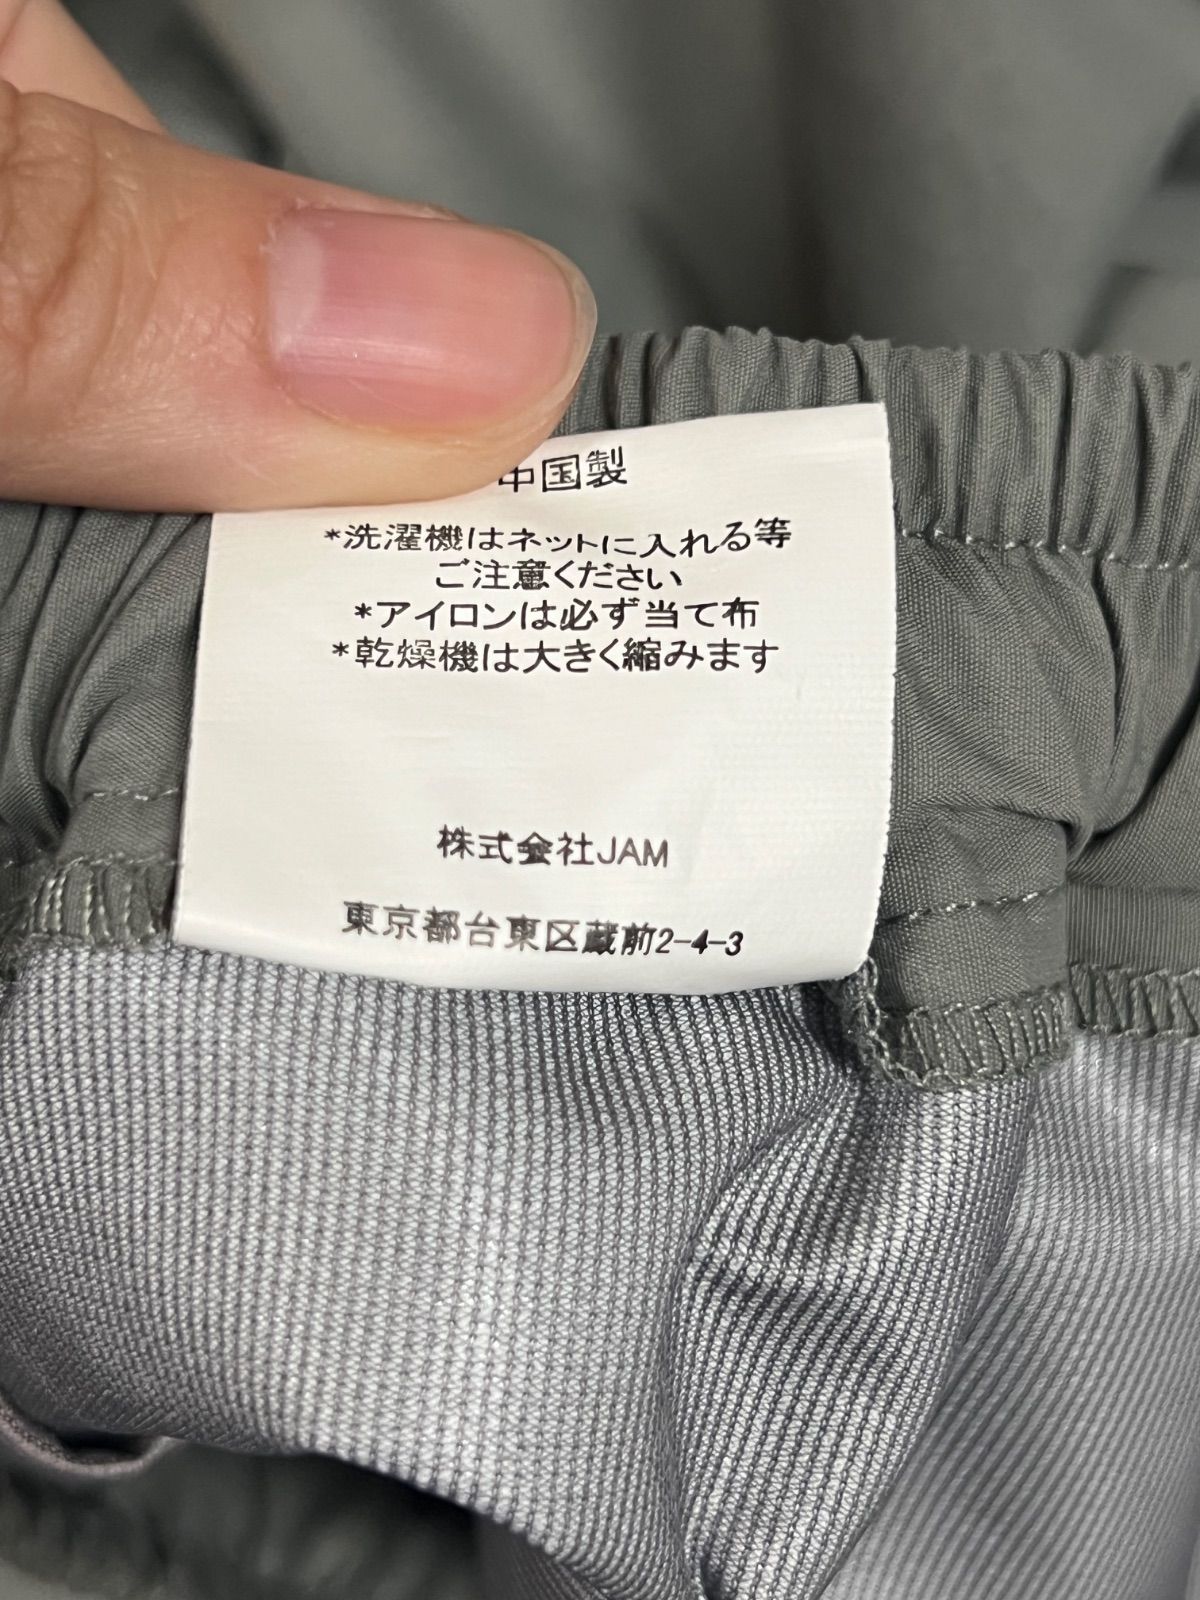 中国製
*洗濯機はネットに入れる等
ご注意ください
*アイロンは必ず当て布
*乾燥機は大きく縮みます
株式会社JAM
東京都台東区蔵前2-4-3